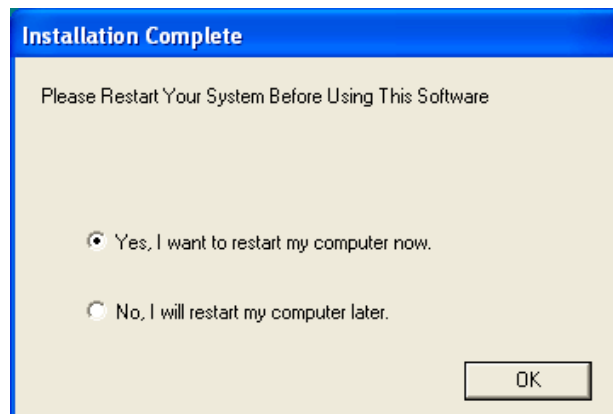 Installation Complete
Please Restart Your System Before Using This Software
Yes, I want to restart my computer now.
No, I will restart my computer later.
OK